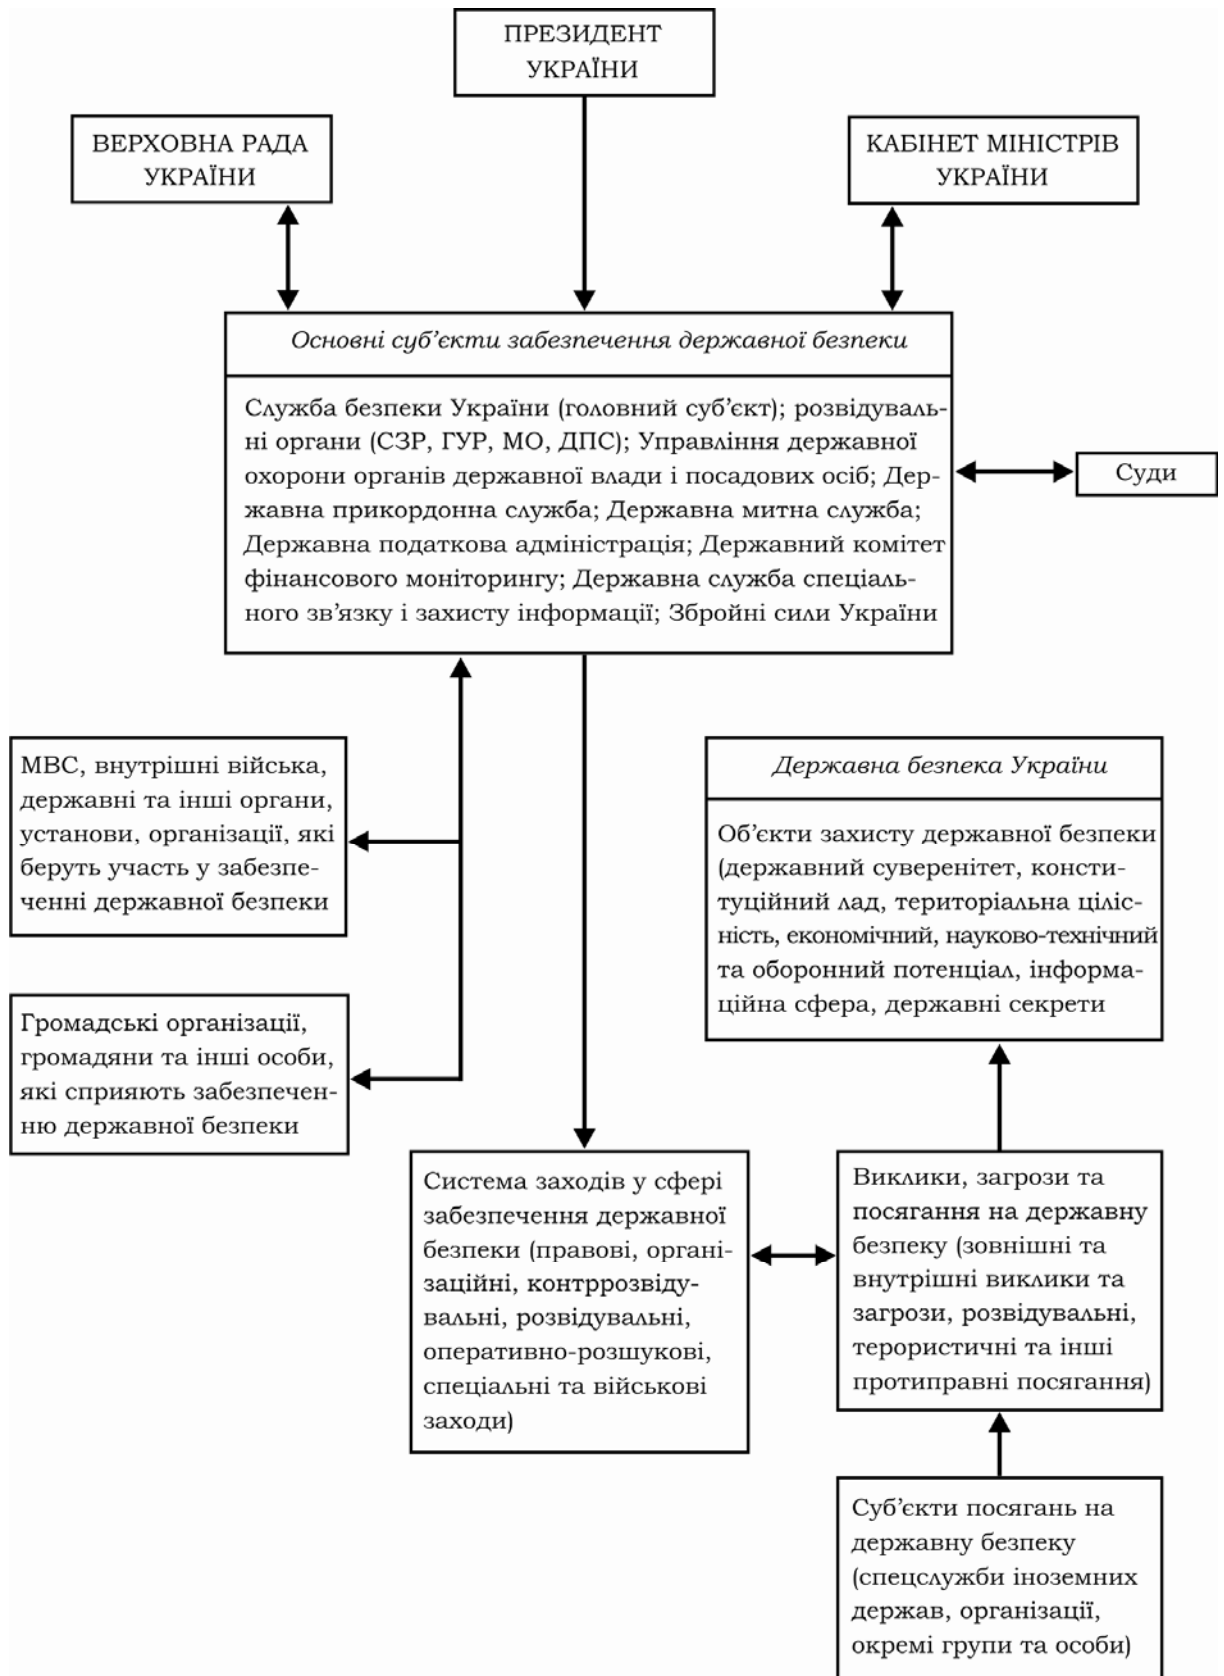 ПРЕЗИДЕНТ
УКРАЇНИ
ВЕРХОВНА РАДА
УКРАЇНИ
КАБІНЕТ МІНІСТРІВ
УКРАЇНИ
Основні суб’єкти забезпечення державної безпеки
Служба безпеки України (головний суб’єкт); розвідуваль-
ні органи (СЗР, ГУР, МО, ДПС); Управління державної
охорони органів державної влади і посадових осіб; Дер-
жавна прикордонна служба; Державна митна служба;
Державна податкова адміністрація; Державний комітет
фінансового моніторингу; Державна служба спеціаль-
ного зв’язку і захисту інформації; Збройні сили України
Суди
МВС, внутрішні війська,
державні та інші органи,
установи, організації, які
беруть участь у забезпе-
ченні державної безпеки
Державна безпека України
Об’єкти захисту державної безпеки
(державний суверенітет, консти-
туційний лад, територіальна ціліс-
ність, економічний, науково-технічний
та оборонний потенціал, інформа-
ційна сфера, державні секрети
Громадські організації,
громадяни та інші особи,
які сприяють забезпечен-
ню державної безпеки
Система заходів у сфері
забезпечення державної
безпеки (правові, органі-
заційні, контррозвіду-
вальні, розвідувальні,
оперативно-розшукові,
спеціальні та військові
заходи)
Виклики, загрози та
посягання на державну
безпеку (зовнішні та
внутрішні виклики та
загрози, розвідувальні,
терористичні та інші
протиправні посягання)
Суб’єкти посягань на
державну безпеку
(спецслужби іноземних
держав, організації,
окремі групи та особи)